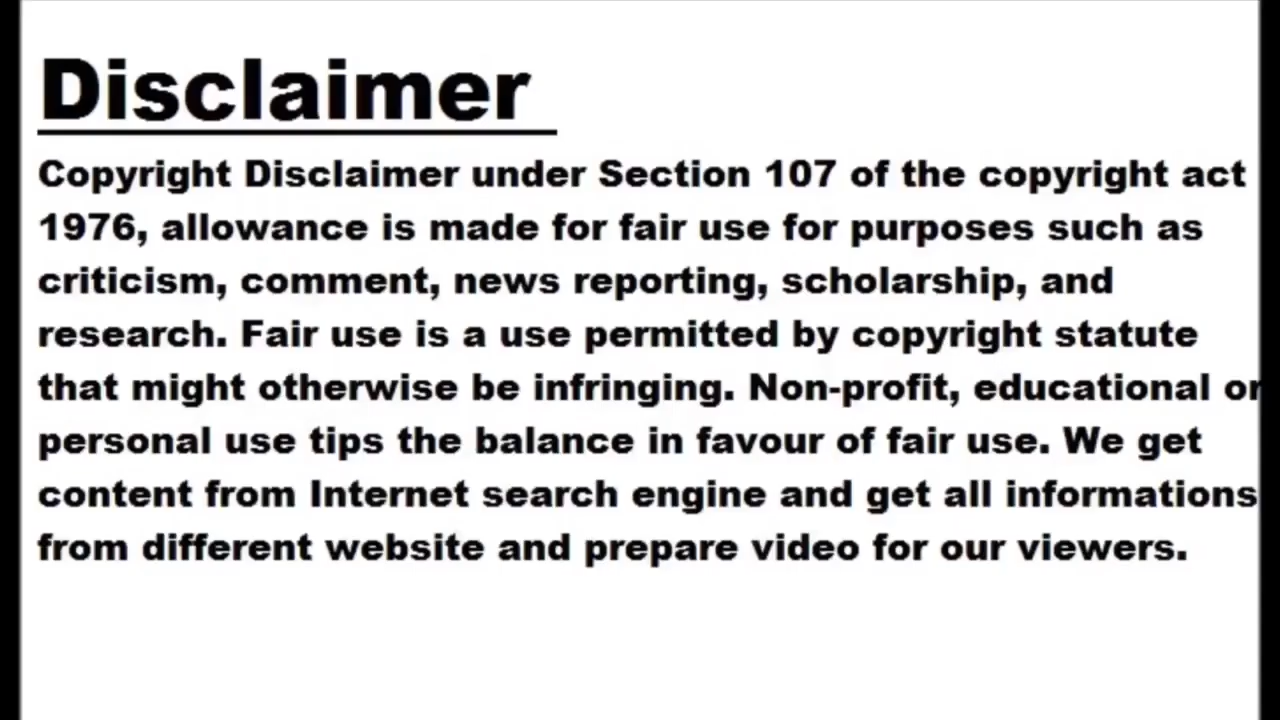 Disclaimer
Copyright Disclaimer under Section 107 of the copyright act
1976, allowance is made for fair use for purposes such as
criticism, comment, news reporting, scholarship, and
research. Fair use is a use permitted by copyright statute
that might otherwise be infringing. Non-profit, educational or
personal use tips the balance in favour of fair use. We get
content from Internet search engine and get all informations
from different website and prepare video for our viewers.